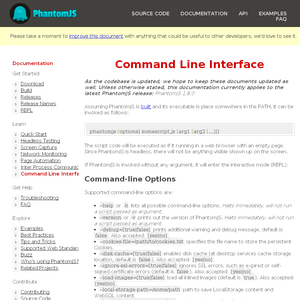 PhantomJS
SOURCE CODE
DOCUMENTATION
API
EXAMPLES
FAQ
Please take a moment to improve this document with anything that could be useful to other developers, we'd love to see it.
Documentation
Get Started
Download
Build
Releases
Release Names
REPL
Learn
Quick Start
Headless Testing
Screen Capture
Network Monitoring
Page Automation
Inter Process Communication
Command Line Interface
Get Help
Troubleshooting
FAQ
Explore
Examples
Best Practices
Tips and Tricks
Supported Web Standards
Buzz
Who's using PhantomJS?
Related Projects
Contribute
Contributing
Source Code
Command Line Interface
As the codebase is updated, we hope to keep these documents updated as
well. Unless otherwise stated, this documentation currently applies to the
latest PhantomJS release: PhantomJS 1.8.0
Assuming PhantomJS is built and its executable is place somewhere in the PATH, it can be
invoked as follows:
phantomjs [options] somescript.js [arg1 [arg2 [...]]]
The script code will be executed as if it running in a web browser with an empty page.
Since PhantomJS is headless, there will not be anything visible shown up on the screen.
If PhantomJS is invoked without any argument, it will enter the interactive mode (REPL).
Command-line Options
Supported command-line options are:
--help or -h lists all possible command-line options. Halts immediately, will not run
a script passed as argument.
--version or -v prints out the version of PhantomJS. Halts immediately, will not run
a script passed as argument.
--debug=[true|false] prints additional warning and debug message, default is
false. Also accepted: [yes|no].
--cookies-file=/path/to/cookies.txt specifies the file name to store the persistent
Cookies.
--disk-cache=[true|false] enables disk cache (at desktop services cache storage
location, default is false). Also accepted: [yes|no].
--ignore-ssl-errors=[true|false] ignores SSL errors, such as expired or self-
signed certificate errors (default is false). Also accepted: [yes|no].
--load-images=[true|false] load all inlined images (default is true). Also accepted:
[yes|no].
--local-storage-path=/some/path path to save LocalStorage content and
WebSQL content.